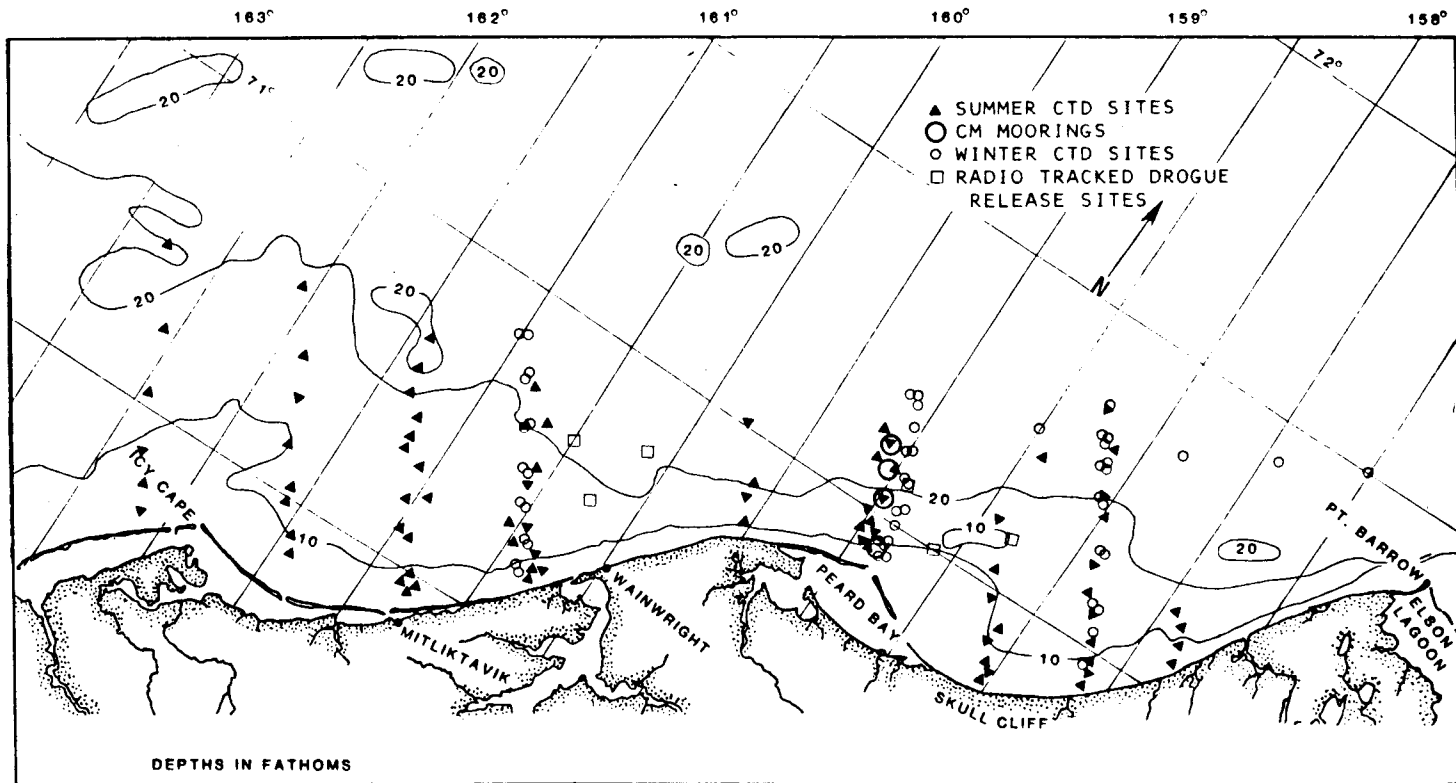 163° 162° 161° 160° 159° 158°
20
20
20
71°
72°
▲ SUMMER CTD SITES
◯ CM MOORINGS
○ WINTER CTD SITES
□ RADIO TRACKED DROGUE
RELEASE SITES
N
20
20
20
20
20
10
20
10
20
10
ICY CAPE
MITLIKTAVIK
WAINWRIGHT
PEARD BAY
SKULL CLIFF
PT. BARROW
ELSON
LAGOON
DEPTHS IN FATHOMS